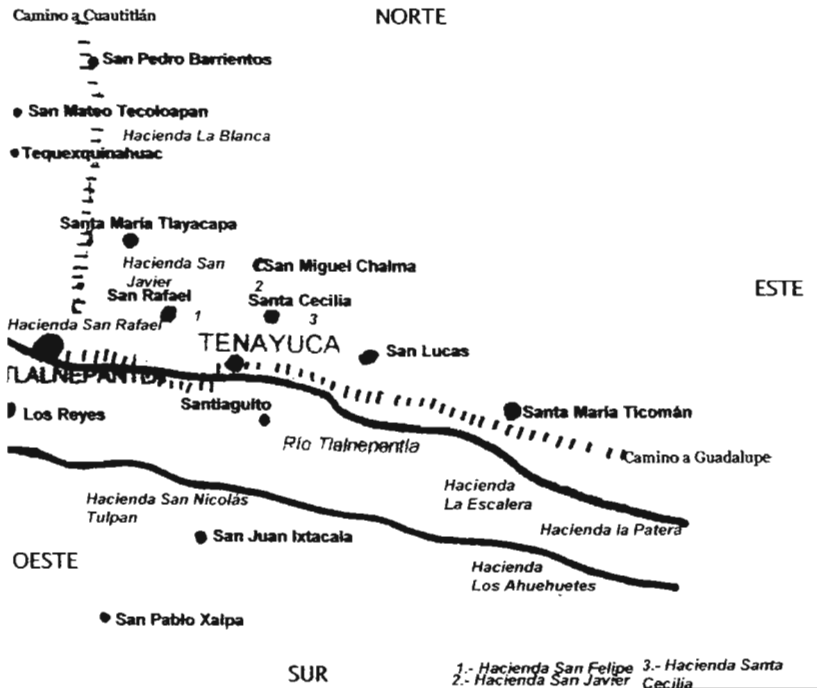 Camino a Cuautitlán
NORTE
San Pedro Barrientos
San Mateo Tecoloapan
Hacienda La Blanca
Tequexquinahuac
Santa María Tlayacapa
Hacienda San
Javier
San Miguel Chalma
2
ESTE
San Rafael
1
Santa Cecilia
3
Hacienda San Rafael
TENAYUCA
San Lucas
TLALNEPANTLA
Los Reyes
Santiaguito
Santa María Ticomán
Río Tlalnepantla
Camino a Guadalupe
Hacienda
La Escalera
Hacienda San Nicolás
Tulpan
Hacienda la Patera
San Juan Ixtacala
OESTE
Hacienda
Los Ahuehuetes
San Pablo Xalpa
SUR
1.- Hacienda San Felipe
2.- Hacienda San Javier
3.- Hacienda Santa
Cecilia